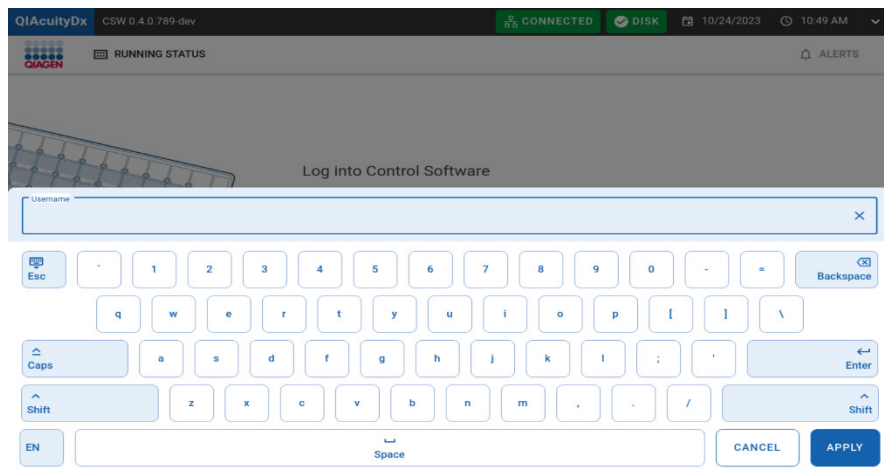 QIAcuityDx CSW 0.4.0.789-dev CONNECTED DISK 10/24/2023 10:49 AM
QIAGEN RUNNING STATUS ALERTS
Log into Control Software
Username
Esc ` 1 2 3 4 5 6 7 8 9 0 - = Backspace
q w e r t y u i o p [ ] \
Caps a s d f g h j k l ; ' Enter
Shift z x c v b n m , . / Shift
EN Space CANCEL APPLY